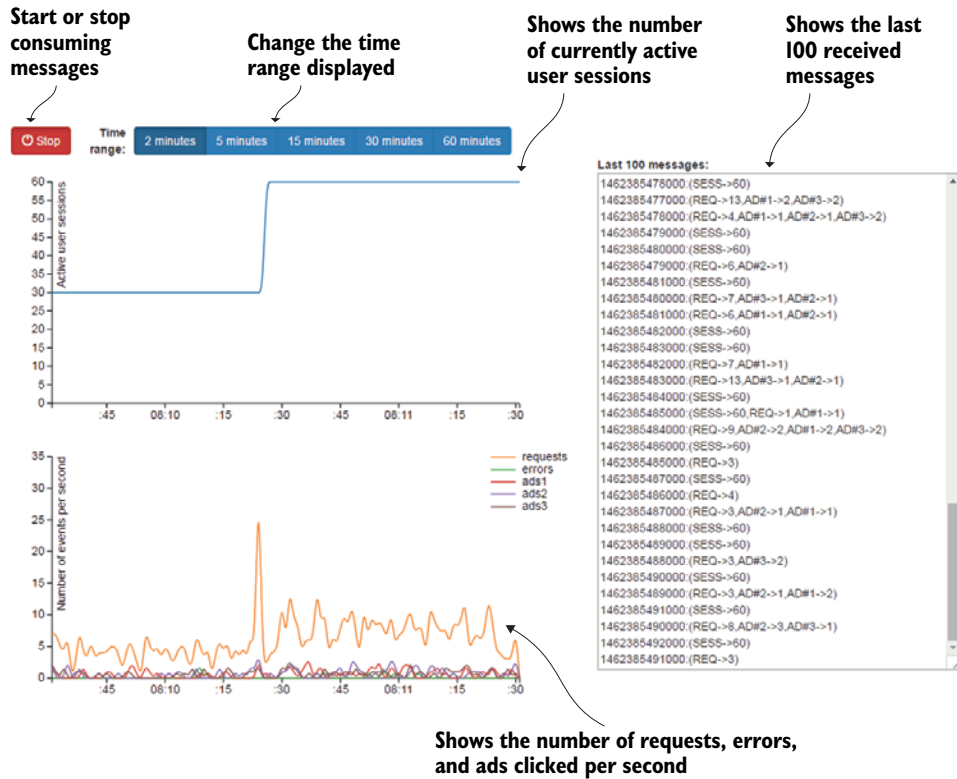 Start or stop
consuming
messages
Change the time
range displayed
Shows the number
of currently active
user sessions
Shows the last
100 received
messages
Stop
Time
range:
2 minutes
5 minutes
15 minutes
30 minutes
60 minutes
Active user sessions
60
55
50
45
40
35
30
25
20
15
10
5
0
:45
08:10
:15
:30
:45
08:11
:15
:30
Number of events per second
35
30
25
20
15
10
5
0
requests
errors
ads1
ads2
ads3
:45
08:10
:15
:30
:45
08:11
:15
:30
Last 100 messages:
1462385478000:(SESS->60)
1462385477000:(REQ->13,AD#1->2,AD#3->2)
1462385478000:(REQ->4,AD#1->1,AD#2->1,AD#3->2)
1462385479000:(SESS->60)
1462385480000:(SESS->60)
1462385479000:(REQ->6,AD#2->1)
1462385481000:(SESS->60)
1462385480000:(REQ->7,AD#3->1,AD#2->1)
1462385481000:(REQ->6,AD#1->1,AD#2->1)
1462385482000:(SESS->60)
1462385483000:(SESS->60)
1462385482000:(REQ->7,AD#1->1)
1462385483000:(REQ->13,AD#3->1,AD#2->1)
1462385484000:(SESS->60)
1462385485000:(SESS->60,REQ->1,AD#1->1)
1462385484000:(REQ->9,AD#2->2,AD#1->2,AD#3->2)
1462385486000:(SESS->60)
1462385485000:(REQ->3)
1462385487000:(SESS->60)
1462385486000:(REQ->4)
1462385487000:(REQ->3,AD#2->1,AD#1->1)
1462385488000:(SESS->60)
1462385489000:(SESS->60)
1462385488000:(REQ->3,AD#3->2)
1462385490000:(SESS->60)
1462385489000:(REQ->3,AD#2->1,AD#1->2)
1462385491000:(SESS->60)
1462385490000:(REQ->8,AD#2->3,AD#3->1)
1462385492000:(SESS->60)
1462385491000:(REQ->3)
Shows the number of requests, errors,
and ads clicked per second